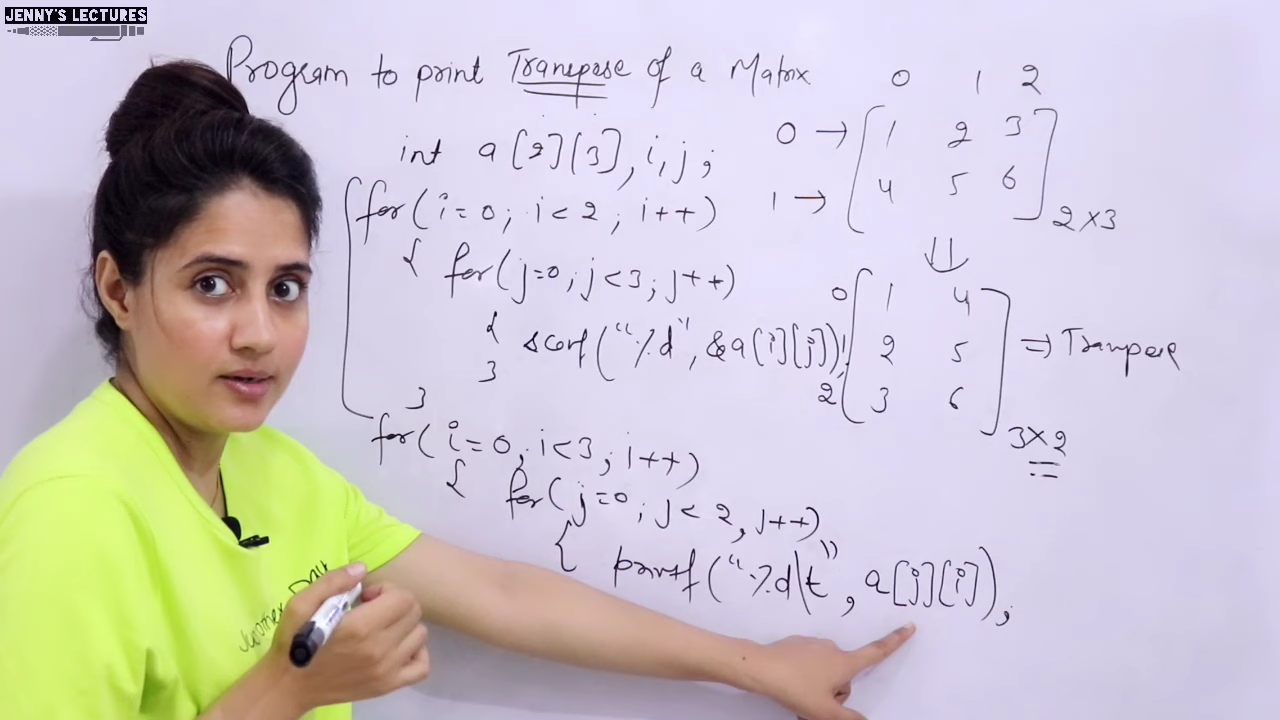 JENNY'S LECTURES
Program to print Transpose of a Matrix
int a[2][3], i, j;
for( i=0; i<2; i++)
{ for(j=0; j<3; j++)
{ scanf("%d", &a[i][j]);
}
}
for( i=0; i<3; i++)
{ for( j=0; j<2, j++)
{ printf("%d\t", a[j][i]);
0 1 2
0 → 1 2 3
1 → 4 5 6
2×3
0 1 4
1 2 5 ⇒ Transpose
2 3 6
3×2
Another Day